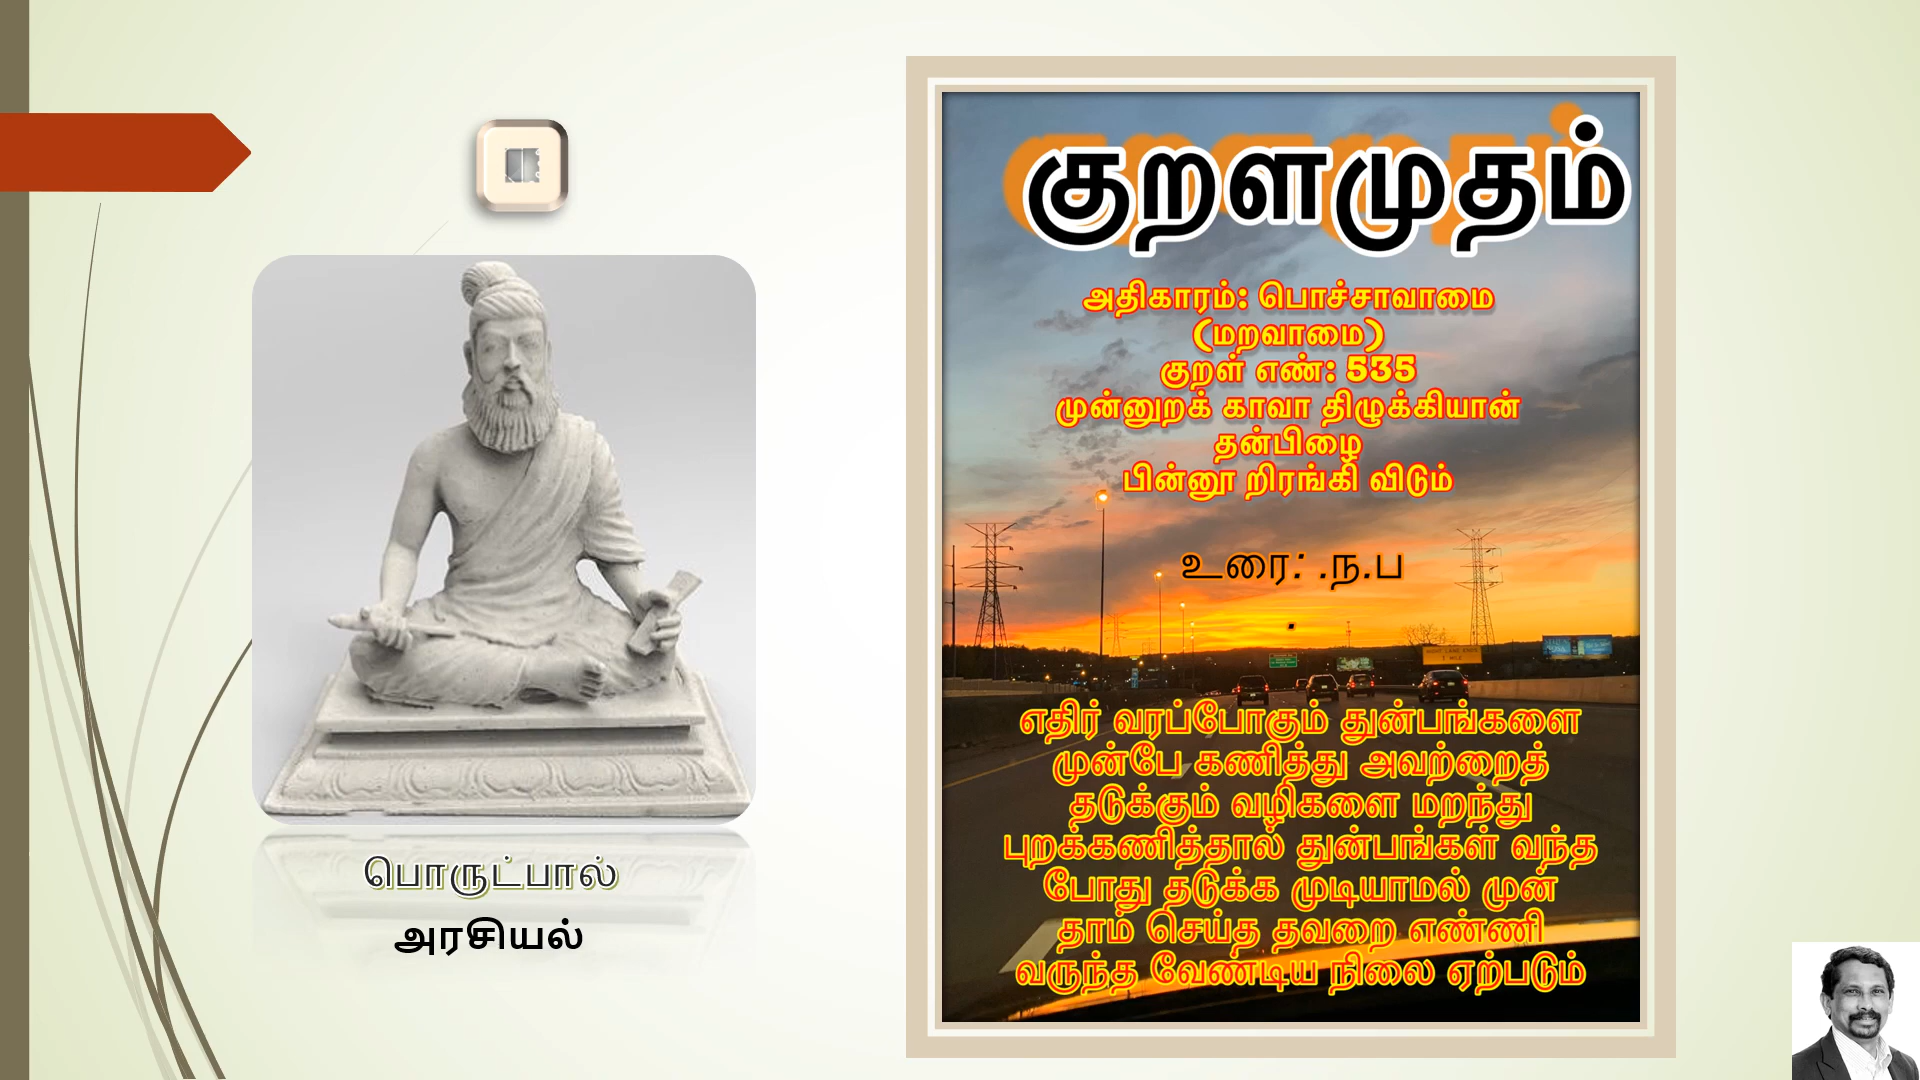 குறளமுதம்
அதிகாரம்: பொச்சாவாமை
(மறவாமை)
குறள் எண்: 535
முன்னுறக் காவா திழுக்கியான்
தன்பிழை
பின்னூ றிரங்கி விடும்
உரை: .ந.ப
.
எதிர் வரப்போகும் துன்பங்களை
முன்பே கணித்து அவற்றைத்
தடுக்கும் வழிகளை மறந்து
புறக்கணித்தால் துன்பங்கள் வந்த
போது தடுக்க முடியாமல் முன்
தாம் செய்த தவறை எண்ணி
வருந்த வேண்டிய நிலை ஏற்படும்
பொருட்பால்
அரசியல்